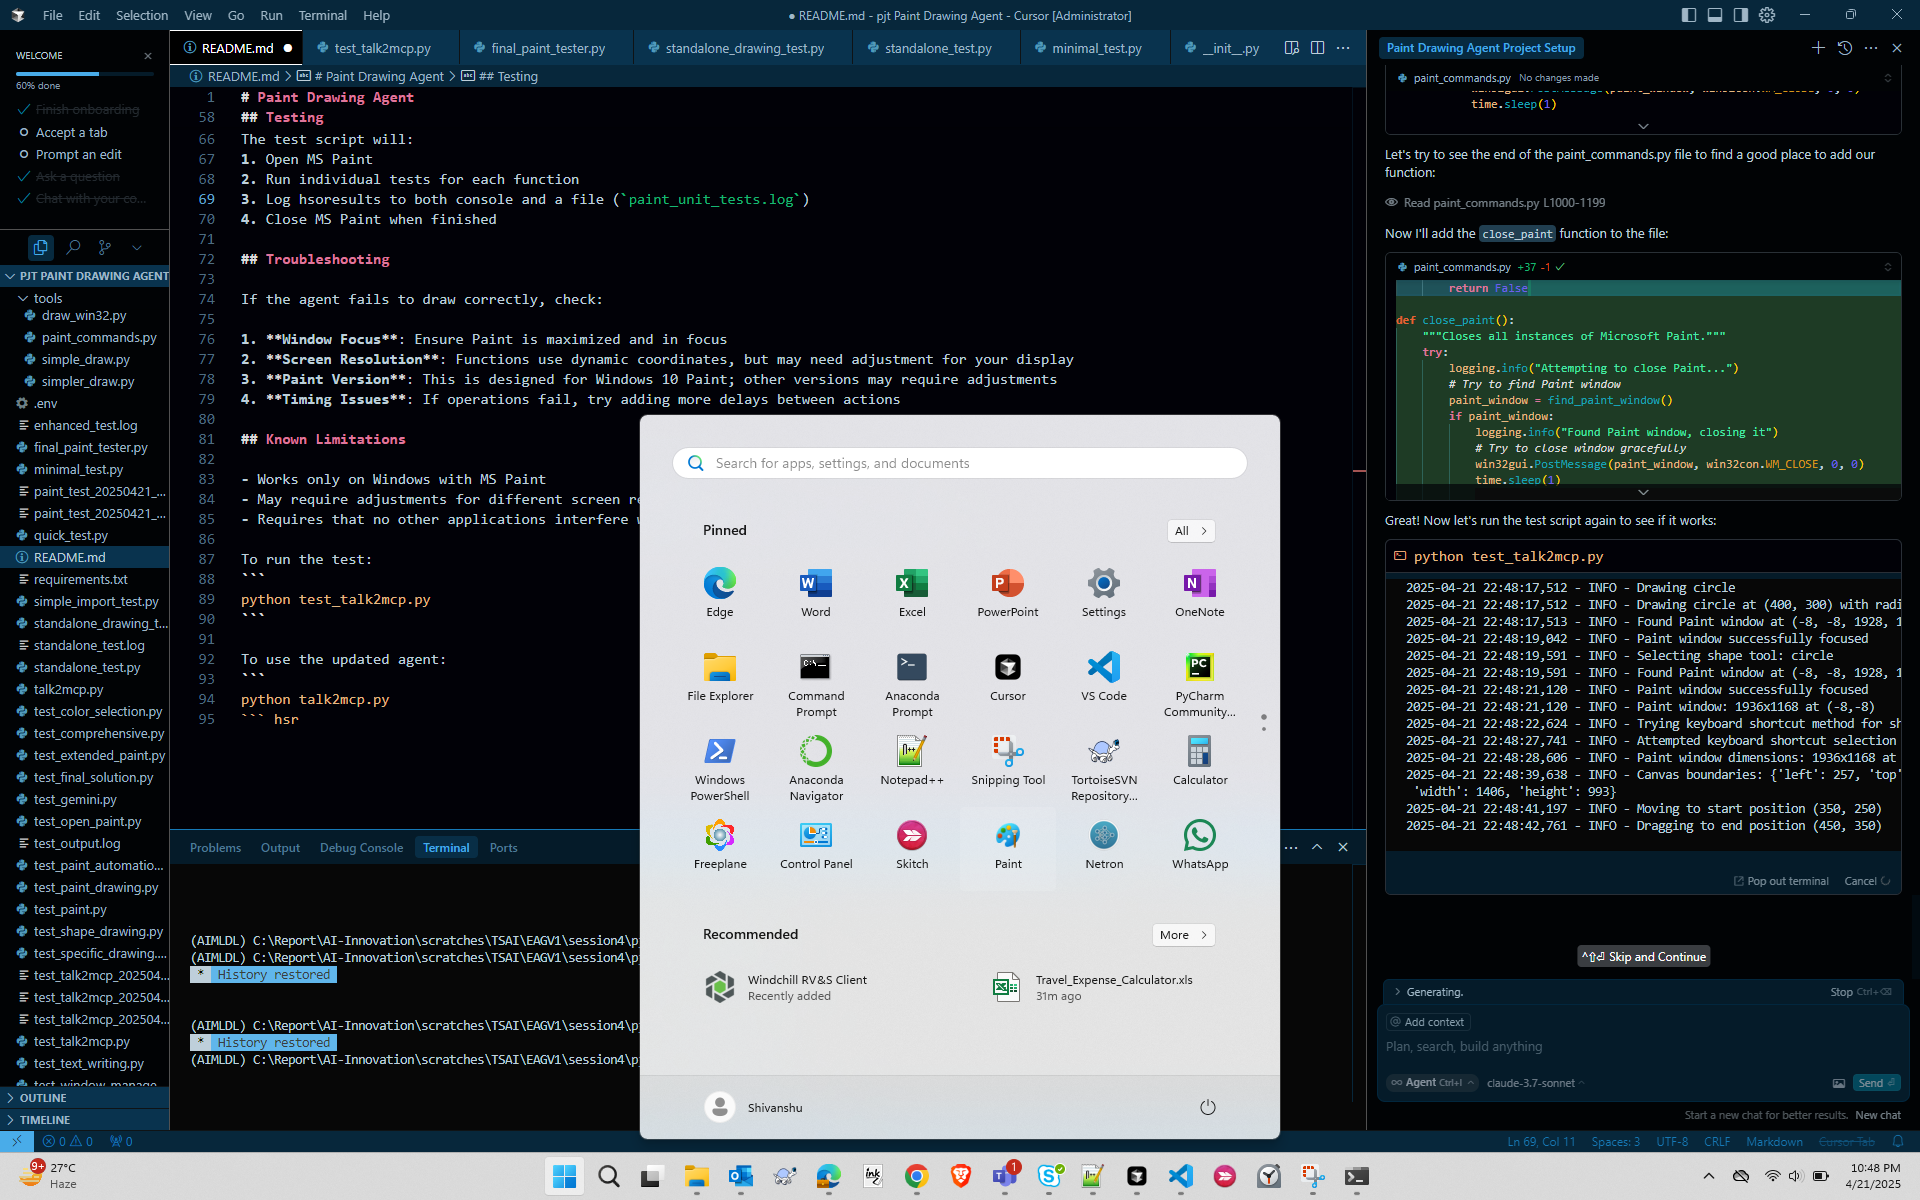 File Edit Selection View Go Run Terminal Help
● README.md - pjt Paint Drawing Agent - Cursor [Administrator]
WELCOME
60% done
Finish onboarding
Accept a tab
Prompt an edit
Ask a question
Chat with your co...
PJT PAINT DRAWING AGENT
tools
draw_win32.py
paint_commands.py
simple_draw.py
simpler_draw.py
.env
enhanced_test.log
final_paint_tester.py
minimal_test.py
paint_test_20250421_...
paint_test_20250421_...
quick_test.py
README.md
requirements.txt
simple_import_test.py
standalone_drawing_t...
standalone_test.log
standalone_test.py
talk2mcp.py
test_color_selection.py
test_comprehensive.py
test_extended_paint.py
test_final_solution.py
test_gemini.py
test_open_paint.py
test_output.log
test_paint_automatio...
test_paint_drawing.py
test_paint.py
test_shape_drawing.py
test_specific_drawing....
test_talk2mcp_202504...
test_talk2mcp_202504...
test_talk2mcp_202504...
test_talk2mcp.py
test_text_writing.py
test_window_manage...
OUTLINE
TIMELINE
README.md ● test_talk2mcp.py final_paint_tester.py standalone_drawing_test.py standalone_test.py minimal_test.py __init__.py
README.md > # Paint Drawing Agent > ## Testing
1 # Paint Drawing Agent
58 ## Testing
66 The test script will:
67 1. Open MS Paint
68 2. Run individual tests for each function
69 3. Log hsoresults to both console and a file (`paint_unit_tests.log`)
70 4. Close MS Paint when finished
71
72 ## Troubleshooting
73
74 If the agent fails to draw correctly, check:
75
76 1. **Window Focus**: Ensure Paint is maximized and in focus
77 2. **Screen Resolution**: Functions use dynamic coordinates, but may need adjustment for your display
78 3. **Paint Version**: This is designed for Windows 10 Paint; other versions may require adjustments
79 4. **Timing Issues**: If operations fail, try adding more delays between actions
80
81 ## Known Limitations
82
83 - Works only on Windows with MS Paint
84 - May require adjustments for different screen re
85 - Requires that no other applications interfere w
86
87 To run the test:
88 ```
89 python test_talk2mcp.py
90 ```
91
92 To use the updated agent:
93 ```
94 python talk2mcp.py
95 ``` hsr
Problems Output Debug Console Terminal Ports
(AIMLDL) C:\Report\AI-Innovation\scratches\TSAI\EAGV1\session4\p
(AIMLDL) C:\Report\AI-Innovation\scratches\TSAI\EAGV1\session4\p
* History restored
(AIMLDL) C:\Report\AI-Innovation\scratches\TSAI\EAGV1\session4\p
* History restored
(AIMLDL) C:\Report\AI-Innovation\scratches\TSAI\EAGV1\session4\p
Search for apps, settings, and documents
Pinned
All >
Edge Word Excel PowerPoint Settings OneNote
File Explorer Command Prompt Anaconda Prompt Cursor VS Code PyCharm Community...
Windows PowerShell Anaconda Navigator Notepad++ Snipping Tool TortoiseSVN Repository... Calculator
Freeplane Control Panel Skitch Paint Netron WhatsApp
Recommended
More >
Windchill RV&S Client
Recently added
Travel_Expense_Calculator.xls
31m ago
Shivanshu
Paint Drawing Agent Project Setup
paint_commands.py No changes made
time.sleep(1)
Let's try to see the end of the paint_commands.py file to find a good place to add our
function:
Read paint_commands.py L1000-1199
Now I'll add the close_paint function to the file:
paint_commands.py +37 -1
return False
def close_paint():
"""Closes all instances of Microsoft Paint."""
try:
logging.info("Attempting to close Paint...")
# Try to find Paint window
paint_window = find_paint_window()
if paint_window:
logging.info("Found Paint window, closing it")
# Try to close window gracefully
win32gui.PostMessage(paint_window, win32con.WM_CLOSE, 0, 0)
time.sleep(1)
Great! Now let's run the test script again to see if it works:
python test_talk2mcp.py
2025-04-21 22:48:17,512 - INFO - Drawing circle
2025-04-21 22:48:17,512 - INFO - Drawing circle at (400, 300) with radi
2025-04-21 22:48:17,513 - INFO - Found Paint window at (-8, -8, 1928, 1
2025-04-21 22:48:19,042 - INFO - Paint window successfully focused
2025-04-21 22:48:19,591 - INFO - Selecting shape tool: circle
2025-04-21 22:48:19,591 - INFO - Found Paint window at (-8, -8, 1928, 1
2025-04-21 22:48:21,120 - INFO - Paint window successfully focused
2025-04-21 22:48:21,120 - INFO - Paint window: 1936x1168 at (-8,-8)
2025-04-21 22:48:22,624 - INFO - Trying keyboard shortcut method for sh
2025-04-21 22:48:27,741 - INFO - Attempted keyboard shortcut selection
2025-04-21 22:48:28,606 - INFO - Paint window dimensions: 1936x1168 at
2025-04-21 22:48:39,638 - INFO - Canvas boundaries: {'left': 257, 'top'
'width': 1406, 'height': 993}
2025-04-21 22:48:41,197 - INFO - Moving to start position (350, 250)
2025-04-21 22:48:42,761 - INFO - Dragging to end position (450, 350)
Pop out terminal Cancel
Skip and Continue
Generating. Stop Ctrl+⌫
@ Add context
Plan, search, build anything
∞ Agent Ctrl+I claude-3.7-sonnet Send
Start a new chat for better results. New chat
0 0 0
Ln 69, Col 11 Spaces: 3 UTF-8 CRLF Markdown Cursor Tab
9+ 27°C
Haze
ink
1
10:48 PM
4/21/2025